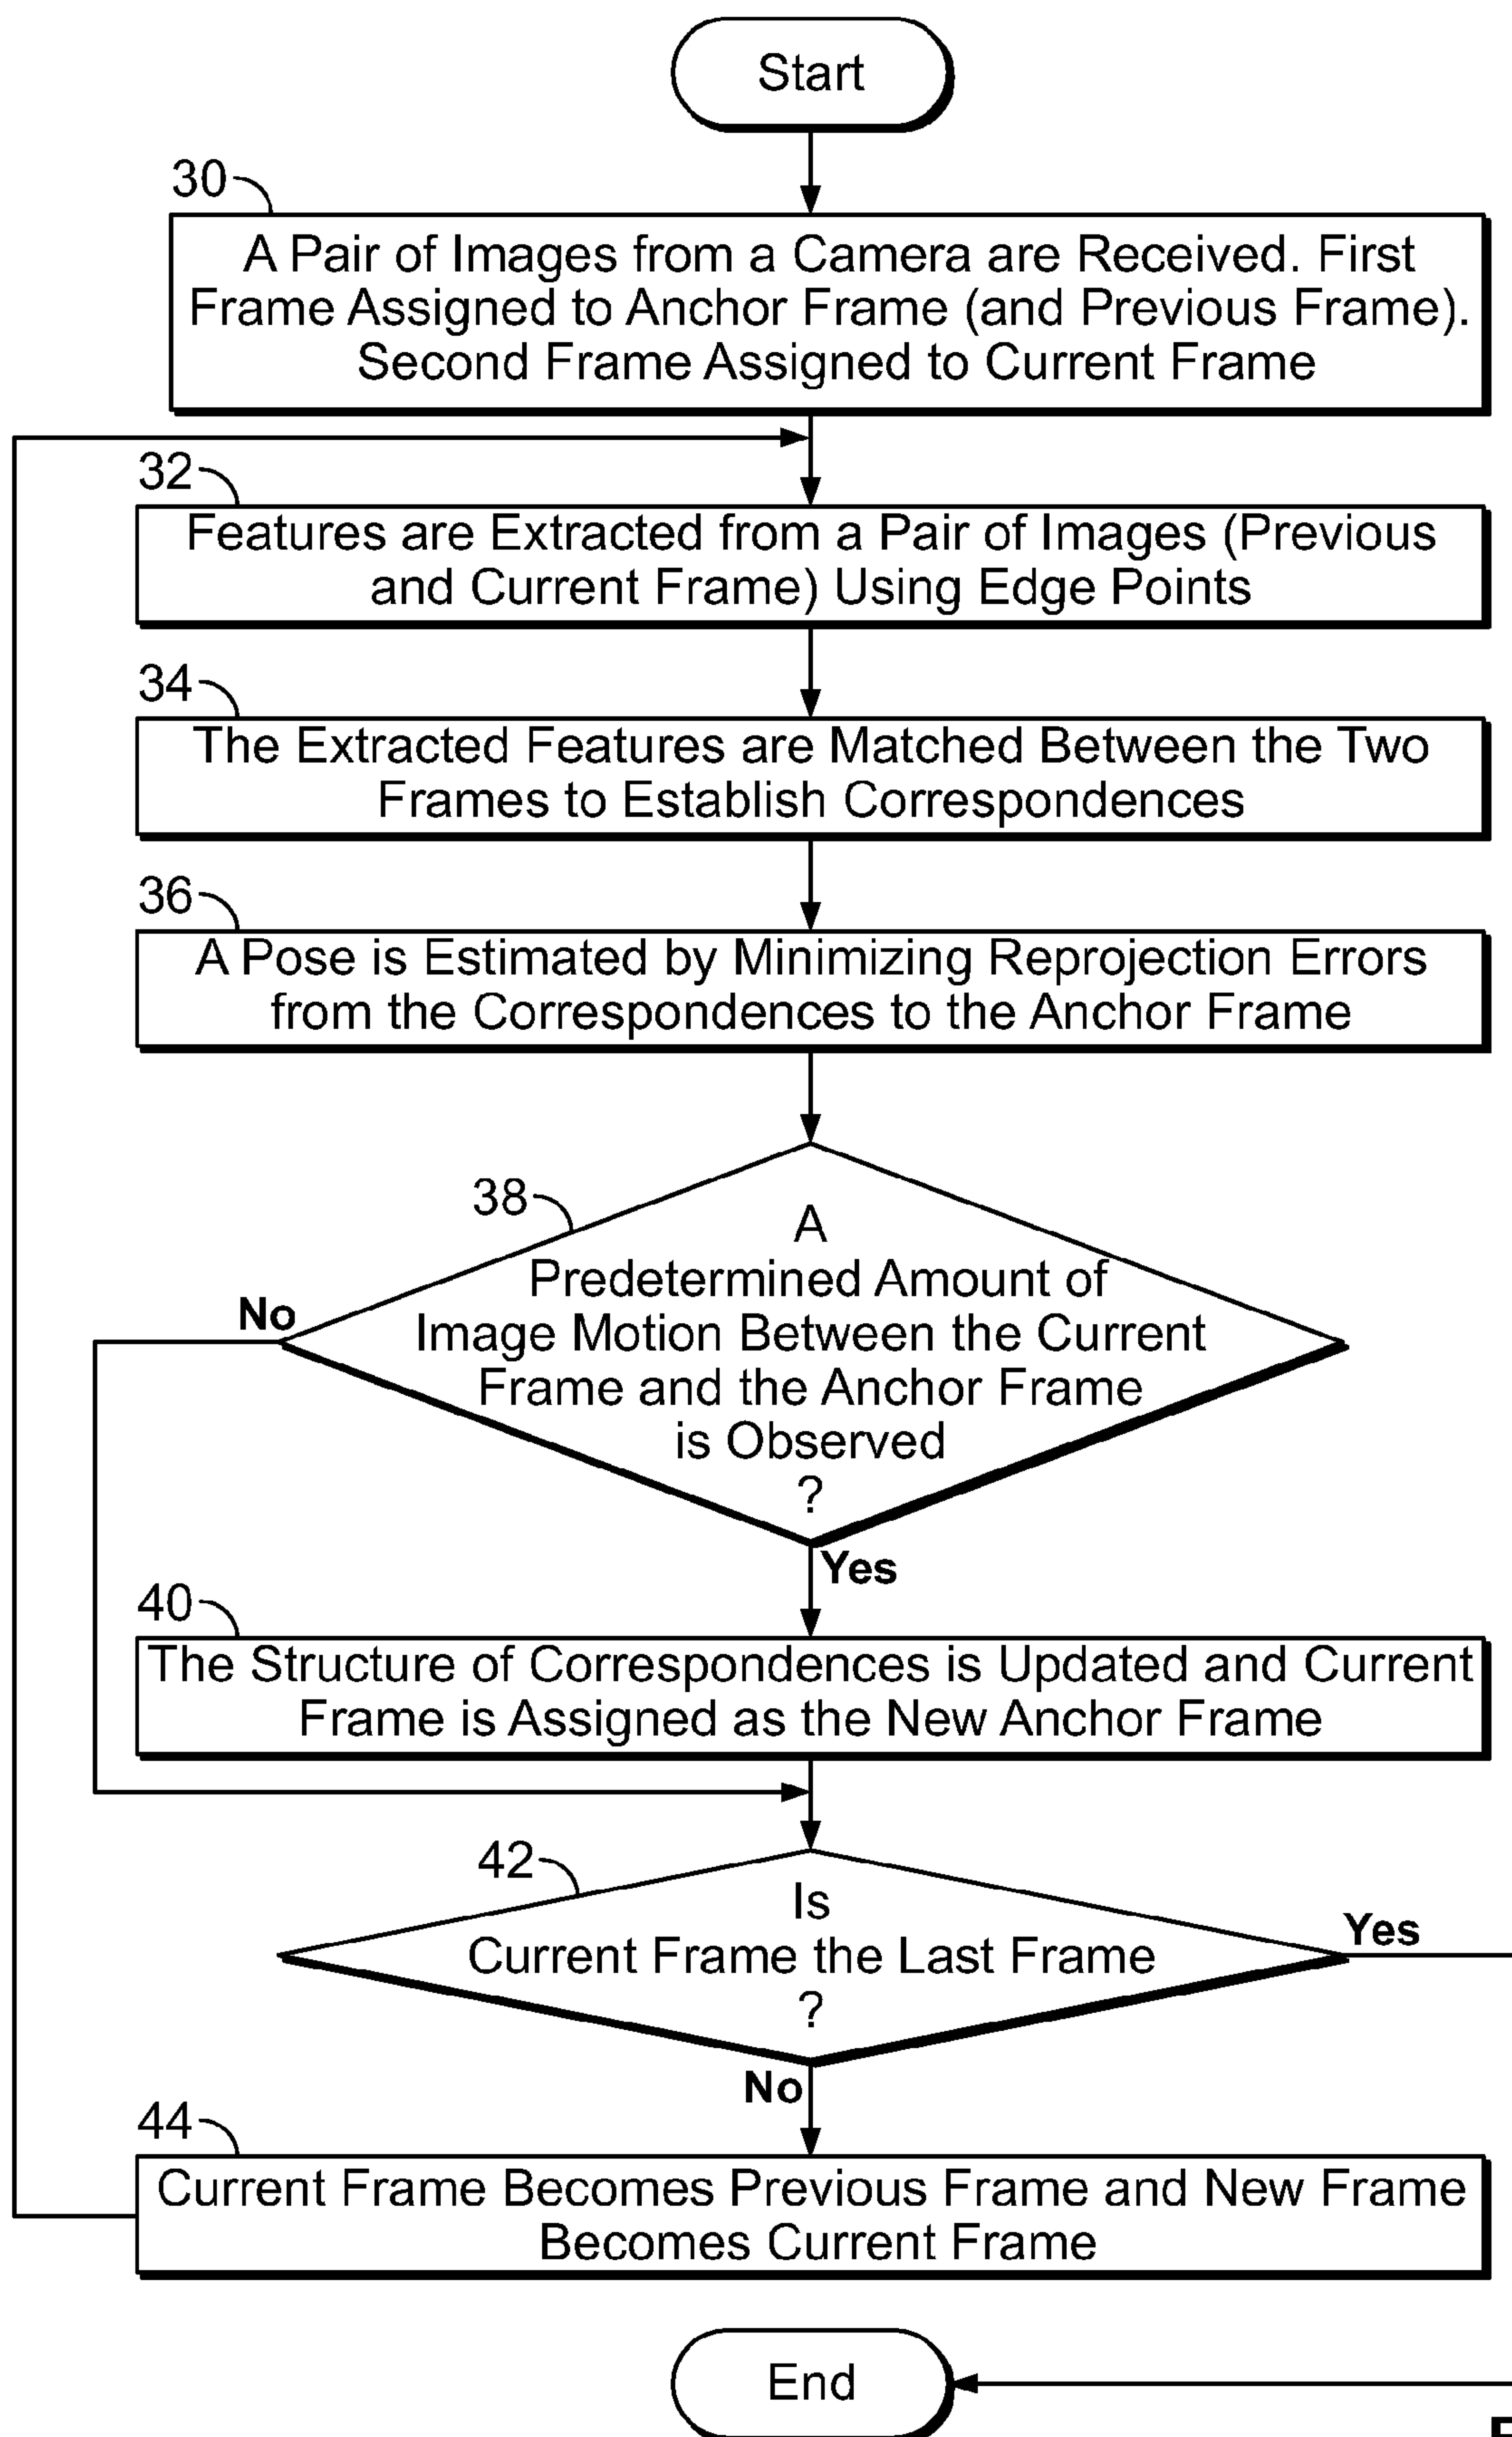 Start
30
A Pair of Images from a Camera are Received. First
Frame Assigned to Anchor Frame (and Previous Frame).
Second Frame Assigned to Current Frame
32
Features are Extracted from a Pair of Images (Previous
and Current Frame) Using Edge Points
34
The Extracted Features are Matched Between the Two
Frames to Establish Correspondences
36
A Pose is Estimated by Minimizing Reprojection Errors
from the Correspondences to the Anchor Frame
38
A
Predetermined Amount of
Image Motion Between the Current
Frame and the Anchor Frame
is Observed
?
No
Yes
40
The Structure of Correspondences is Updated and Current
Frame is Assigned as the New Anchor Frame
42
Is
Current Frame the Last Frame
?
Yes
No
44
Current Frame Becomes Previous Frame and New Frame
Becomes Current Frame
End